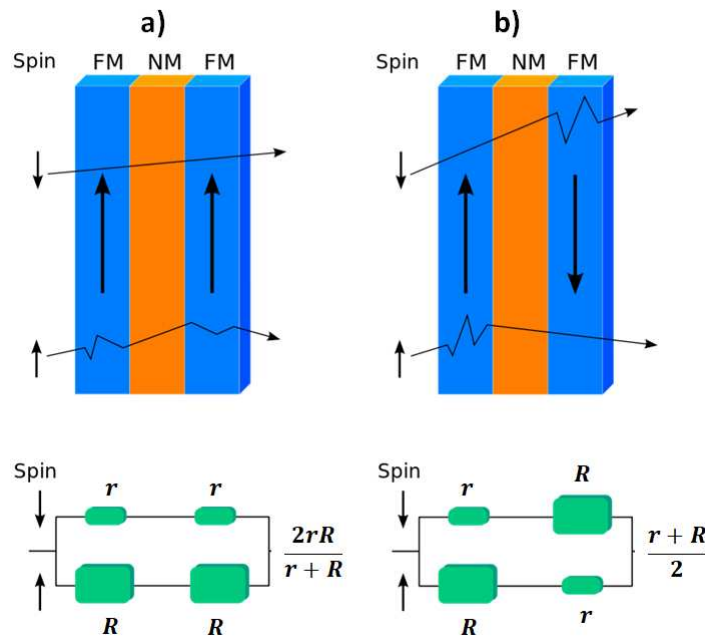 a)
Spin FM NM FM
b)
Spin FM NM FM
Spin
r r
R R
2rR
r + R
Spin
r R
R r
r + R
2